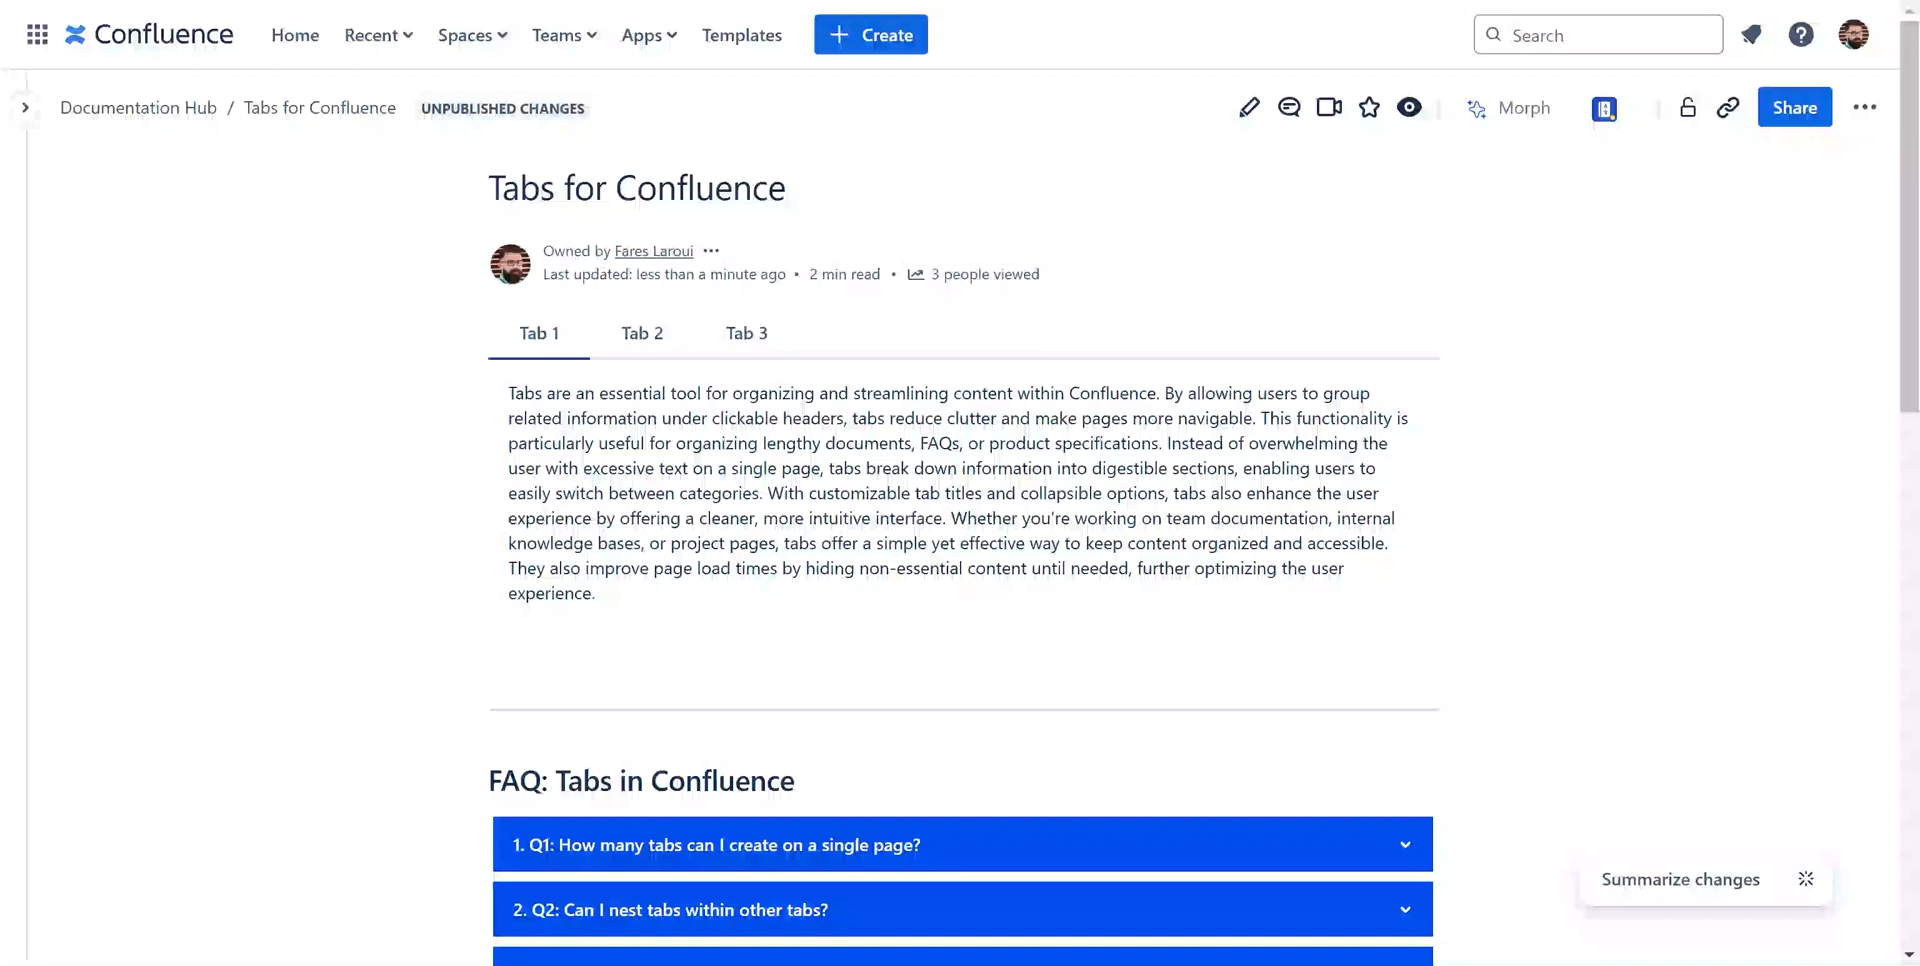 Confluence Home Recent Spaces Teams Apps Templates + Create Search
Documentation Hub / Tabs for Confluence UNPUBLISHED CHANGES Morph Share
Tabs for Confluence
Owned by Fares Laroui
Last updated: less than a minute ago • 2 min read • 3 people viewed
Tab 1 Tab 2 Tab 3
Tabs are an essential tool for organizing and streamlining content within Confluence. By allowing users to group
related information under clickable headers, tabs reduce clutter and make pages more navigable. This functionality is
particularly useful for organizing lengthy documents, FAQs, or product specifications. Instead of overwhelming the
user with excessive text on a single page, tabs break down information into digestible sections, enabling users to
easily switch between categories. With customizable tab titles and collapsible options, tabs also enhance the user
experience by offering a cleaner, more intuitive interface. Whether you're working on team documentation, internal
knowledge bases, or project pages, tabs offer a simple yet effective way to keep content organized and accessible.
They also improve page load times by hiding non-essential content until needed, further optimizing the user
experience.
FAQ: Tabs in Confluence
1. Q1: How many tabs can I create on a single page?
Summarize changes
2. Q2: Can I nest tabs within other tabs?